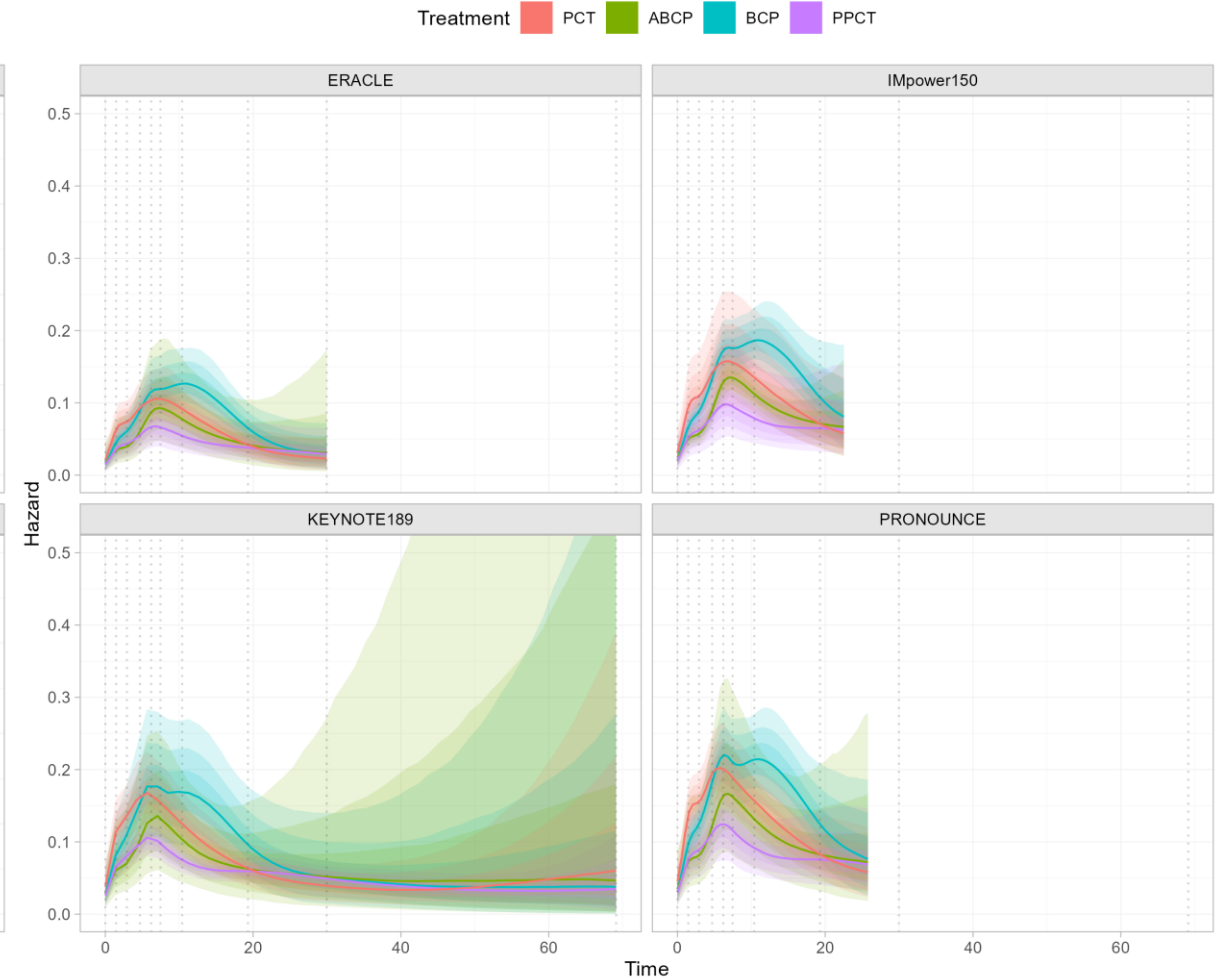 Treatment PCT ABCP BCP PPCT
ERACLE IMpower150
0.5
0.4
0.3
0.2
0.1
0.0
Hazard
KEYNOTE189 PRONOUNCE
0.5
0.4
0.3
0.2
0.1
0.0
0 20 40 60 0 20 40 60
Time